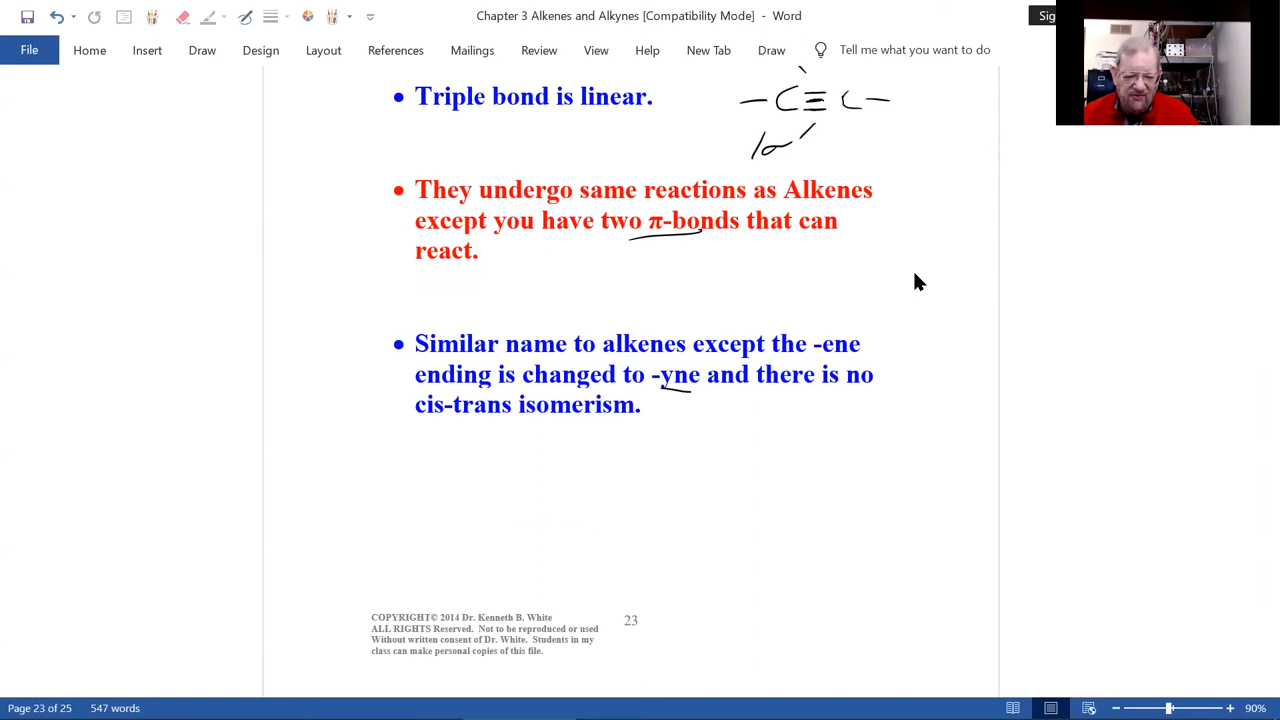 Chapter 3 Alkenes and Alkynes [Compatibility Mode] - Word
Sig
File Home Insert Draw Design Layout References Mailings Review View Help New Tab Draw Tell me what you want to do
• Triple bond is linear.
— C ≡ C —
1σ
• They undergo same reactions as Alkenes
except you have two π-bonds that can
react.
• Similar name to alkenes except the -ene
ending is changed to -yne and there is no
cis-trans isomerism.
COPYRIGHT© 2014 Dr. Kenneth B. White
ALL RIGHTS Reserved. Not to be reproduced or used
Without written consent of Dr. White. Students in my
class can make personal copies of this file.
23
Page 23 of 25 547 words 90%